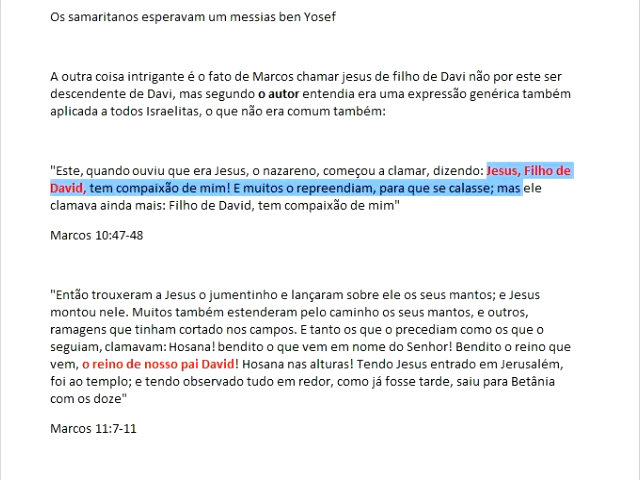 Os samaritanos esperavam um messias ben Yosef
A outra coisa intrigante é o fato de Marcos chamar jesus de filho de Davi não por este ser
descendente de Davi, mas segundo o autor entendia era uma expressão genérica também
aplicada a todos Israelitas, o que não era comum também:
"Este, quando ouviu que era Jesus, o nazareno, começou a clamar, dizendo: Jesus, Filho de
David, tem compaixão de mim! E muitos o repreendiam, para que se calasse; mas ele
clamava ainda mais: Filho de David, tem compaixão de mim"
Marcos 10:47-48
"Então trouxeram a Jesus o jumentinho e lançaram sobre ele os seus mantos; e Jesus
montou nele. Muitos também estenderam pelo caminho os seus mantos, e outros,
ramagens que tinham cortado nos campos. E tanto os que o precediam como os que o
seguiam, clamavam: Hosana! bendito o que vem em nome do Senhor! Bendito o reino que
vem, o reino de nosso pai David! Hosana nas alturas! Tendo Jesus entrado em Jerusalém,
foi ao templo; e tendo observado tudo em redor, como já fosse tarde, saiu para Betânia
com os doze"
Marcos 11:7-11